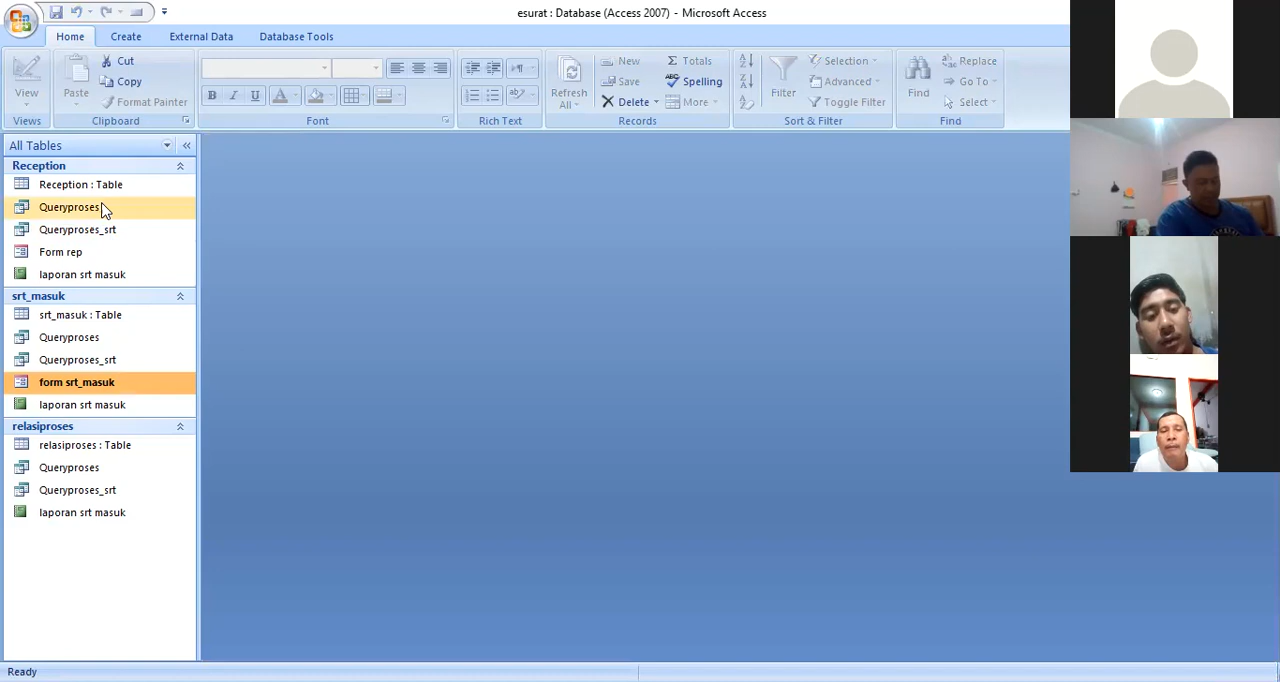 esurat : Database (Access 2007) - Microsoft Access
Home Create External Data Database Tools
View
Views
Paste
Cut
Copy
Format Painter
Clipboard
B I U
Font
Rich Text
Refresh All
New
Save
Delete
Totals
Spelling
More
Records
Filter
Selection
Advanced
Toggle Filter
Sort & Filter
Find
Replace
Go To
Select
Find
All Tables
Reception
Reception : Table
Queryproses
Queryproses_srt
Form rep
laporan srt masuk
srt_masuk
srt_masuk : Table
Queryproses
Queryproses_srt
form srt_masuk
laporan srt masuk
relasiproses
relasiproses : Table
Queryproses
Queryproses_srt
laporan srt masuk
Ready